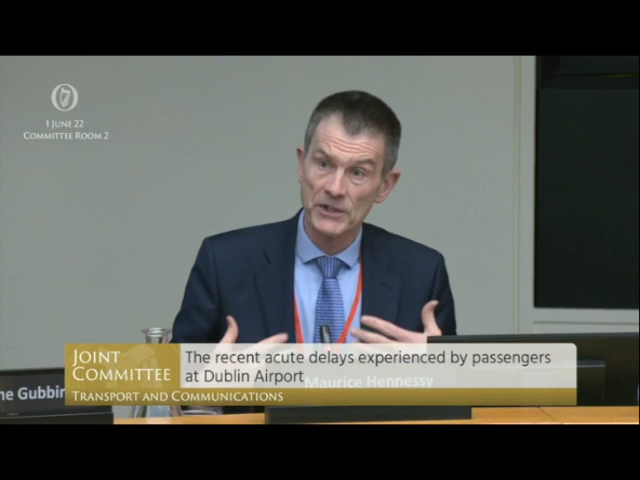 1 JUNE 22
COMMITTEE ROOM 2
JOINT
COMMITTEE
The recent acute delays experienced by passengers
at Dublin Airport
ne Gubbin
Maurice Hennessy
TRANSPORT AND COMMUNICATIONS